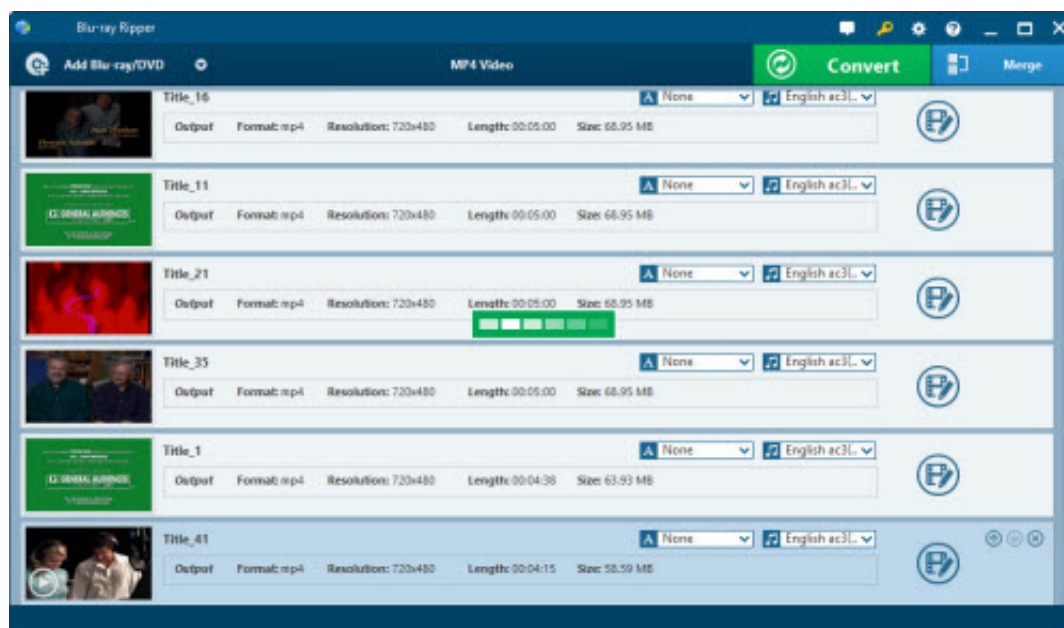 Blu-ray Ripper
Add Blu-ray/DVD MP4 Video Convert Merge
Title_16 A None English ac3(..
Output Format: mp4 Resolution: 720x480 Length: 00:05:00 Size: 68.95 MB
Title_11 A None English ac3(..
Output Format: mp4 Resolution: 720x480 Length: 00:05:00 Size: 68.95 MB
Title_21 A None English ac3(..
Output Format: mp4 Resolution: 720x480 Length: 00:05:00 Size: 68.95 MB
Title_35 A None English ac3(..
Output Format: mp4 Resolution: 720x480 Length: 00:05:00 Size: 68.95 MB
Title_1 A None English ac3(..
Output Format: mp4 Resolution: 720x480 Length: 00:04:38 Size: 63.93 MB
Title_41 A None English ac3(..
Output Format: mp4 Resolution: 720x480 Length: 00:04:15 Size: 58.59 MB